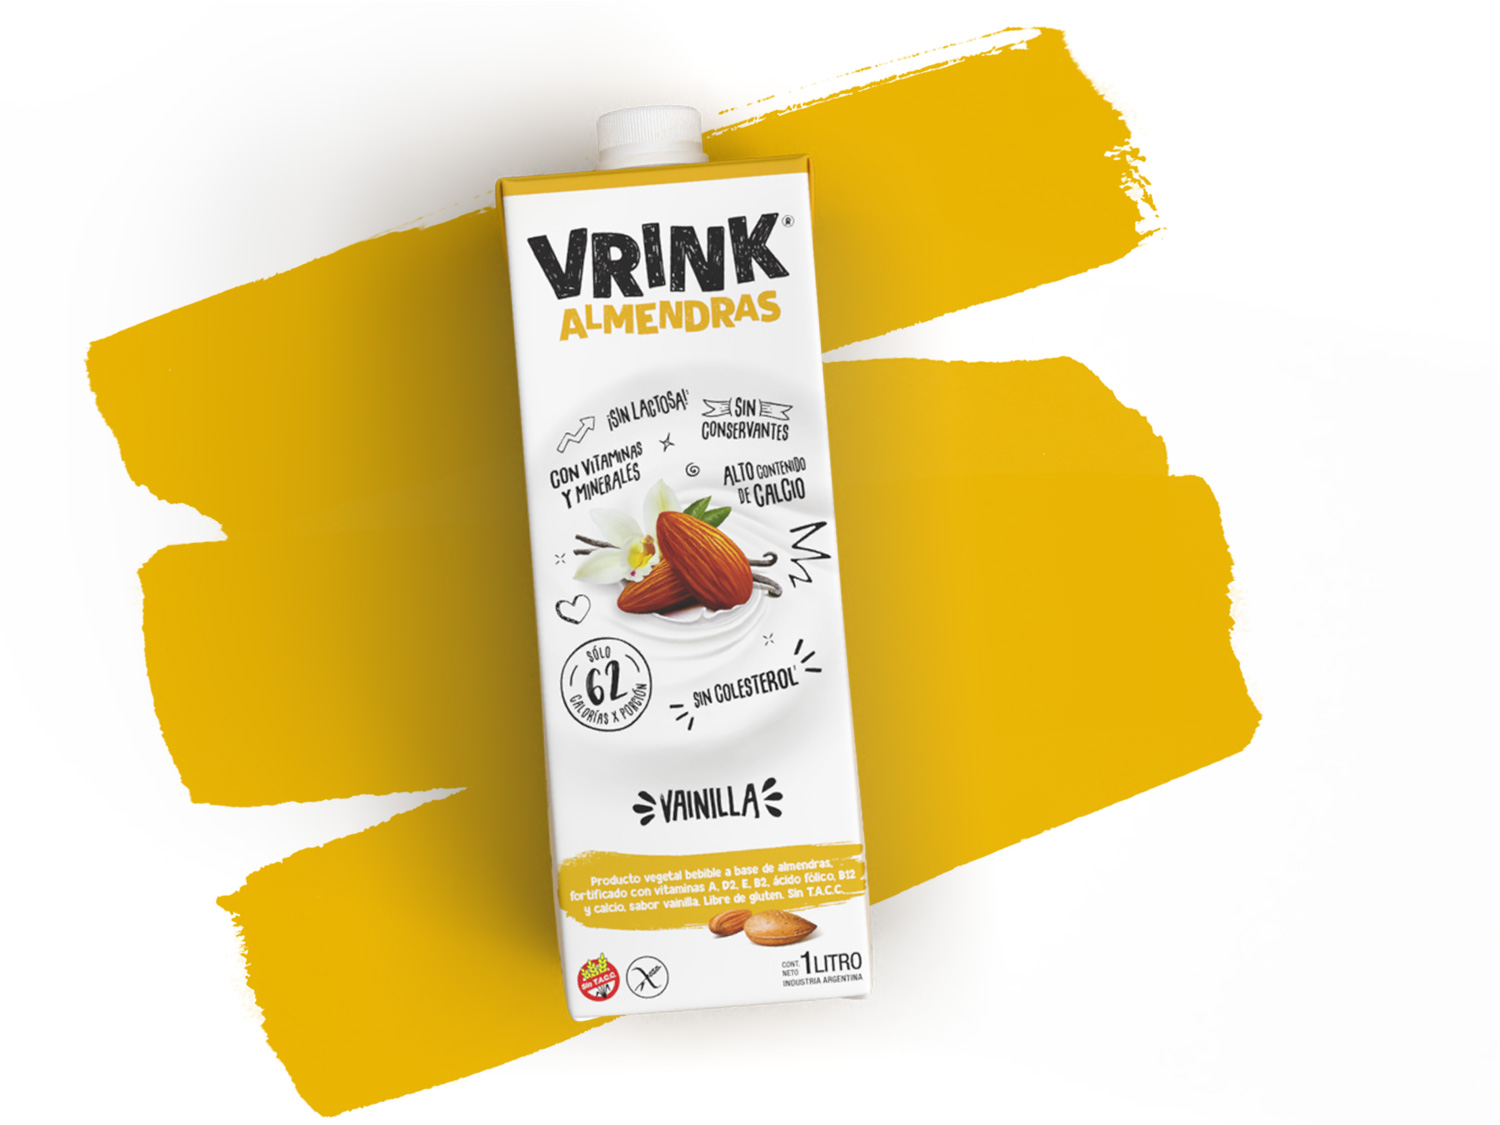 VRINK®
ALMENDRAS
¡SIN LACTOSA!
SIN
CONSERVANTES
CON VITAMINAS
Y MINERALES
ALTO CONTENIDO
DE CALCIO
SÓLO
62
CALORÍAS X PORCIÓN
SIN COLESTEROL
VAINILLA
Producto vegetal bebible a base de almendras,
fortificado con vitaminas A, D2, E, B2, ácido fólico, B12
y calcio, sabor vainilla. Libre de gluten. Sin T.A.C.C.
Sin T.A.C.C.
CONT. NETO 1 LITRO
INDUSTRIA ARGENTINA